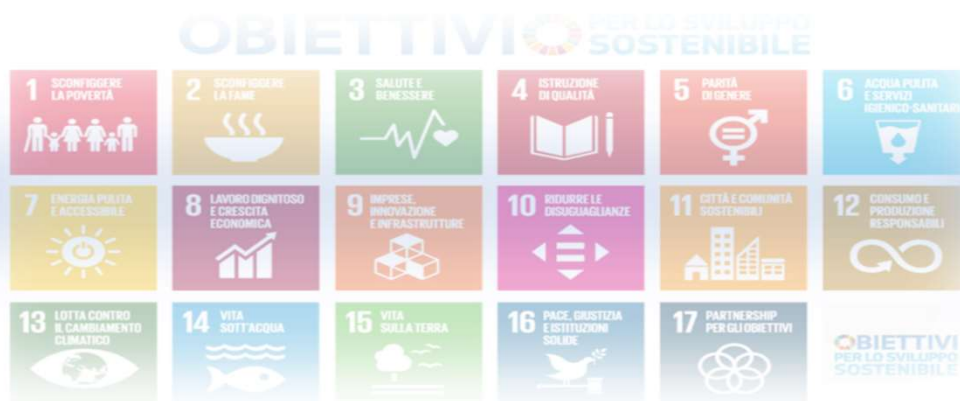 OBIETTIVI PER LO SVILUPPO
SOSTENIBILE
1 SCONFIGGERE
LA POVERTÀ
2 SCONFIGGERE
LA FAME
3 SALUTE E
BENESSERE
4 ISTRUZIONE
DI QUALITÀ
5 PARITÀ
DI GENERE
6 ACQUA PULITA
E SERVIZI
IGIENICO-SANITARI
7 ENERGIA PULITA
E ACCESSIBILE
8 LAVORO DIGNITOSO
E CRESCITA
ECONOMICA
9 IMPRESE,
INNOVAZIONE
E INFRASTRUTTURE
10 RIDURRE LE
DISUGUAGLIANZE
11 CITTÀ E COMUNITÀ
SOSTENIBILI
12 CONSUMO E
PRODUZIONE
RESPONSABILI
13 LOTTA CONTRO
IL CAMBIAMENTO
CLIMATICO
14 VITA
SOTT'ACQUA
15 VITA
SULLA TERRA
16 PACE, GIUSTIZIA
E ISTITUZIONI
SOLIDE
17 PARTNERSHIP
PER GLI OBIETTIVI
OBIETTIVI
PER LO SVILUPPO
SOSTENIBILE